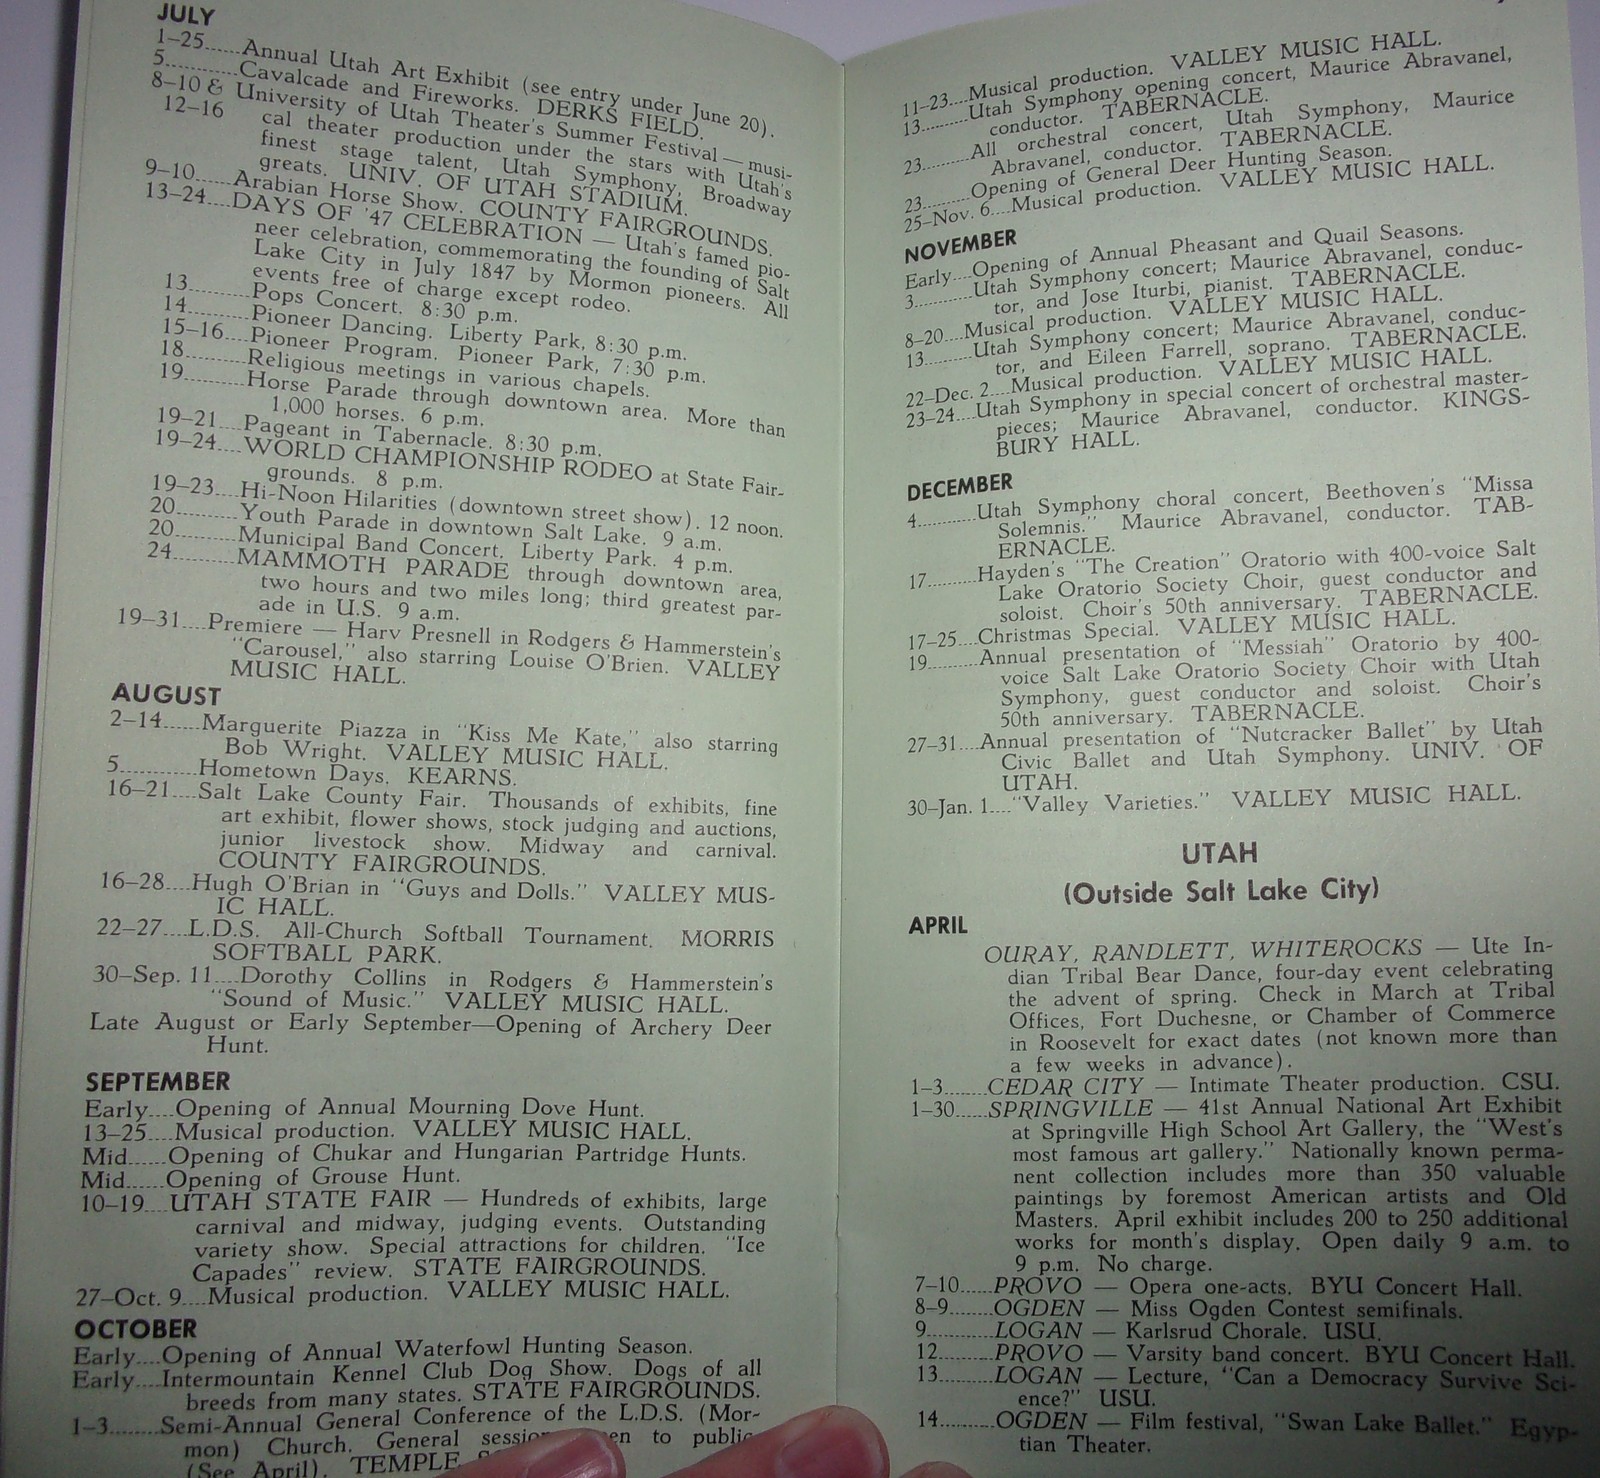 JULY
1–25......Annual Utah Art Exhibit (see entry under June 20).
5............Cavalcade and Fireworks. DERKS FIELD.
8–10 & University of Utah Theater's Summer Festival — musi-
12–16 cal theater production under the stars with Utah's
finest stage talent, Utah Symphony, Broadway
greats. UNIV. OF UTAH STADIUM.
9–10......Arabian Horse Show. COUNTY FAIRGROUNDS.
13–24....DAYS OF '47 CELEBRATION — Utah's famed pio-
neer celebration, commemorating the founding of Salt
Lake City in July 1847 by Mormon pioneers. All
events free of charge except rodeo.
13..........Pops Concert. 8:30 p.m.
14..........Pioneer Dancing. Liberty Park, 8:30 p.m.
15–16....Pioneer Program. Pioneer Park, 7:30 p.m.
18..........Religious meetings in various chapels.
19..........Horse Parade through downtown area. More than
1,000 horses. 6 p.m.
19–21....Pageant in Tabernacle. 8:30 p.m.
19–24....WORLD CHAMPIONSHIP RODEO at State Fair-
grounds. 8 p.m.
19–23....Hi-Noon Hilarities (downtown street show). 12 noon.
20..........Youth Parade in downtown Salt Lake. 9 a.m.
20..........Municipal Band Concert. Liberty Park. 4 p.m.
24..........MAMMOTH PARADE through downtown area,
two hours and two miles long; third greatest par-
ade in U.S. 9 a.m.
19–31....Premiere — Harv Presnell in Rodgers & Hammerstein's
"Carousel," also starring Louise O'Brien. VALLEY
MUSIC HALL.
AUGUST
2–14......Marguerite Piazza in "Kiss Me Kate," also starring
Bob Wright. VALLEY MUSIC HALL.
5............Hometown Days. KEARNS.
16–21....Salt Lake County Fair. Thousands of exhibits, fine
art exhibit, flower shows, stock judging and auctions,
junior livestock show. Midway and carnival.
COUNTY FAIRGROUNDS.
16–28....Hugh O'Brian in "Guys and Dolls." VALLEY MUS-
IC HALL.
22–27....L.D.S. All-Church Softball Tournament. MORRIS
SOFTBALL PARK.
30–Sep. 11....Dorothy Collins in Rodgers & Hammerstein's
"Sound of Music." VALLEY MUSIC HALL.
Late August or Early September—Opening of Archery Deer
Hunt.
SEPTEMBER
Early....Opening of Annual Mourning Dove Hunt.
13–25....Musical production. VALLEY MUSIC HALL.
Mid......Opening of Chukar and Hungarian Partridge Hunts.
Mid......Opening of Grouse Hunt.
10–19....UTAH STATE FAIR — Hundreds of exhibits, large
carnival and midway, judging events. Outstanding
variety show. Special attractions for children. "Ice
Capades" review. STATE FAIRGROUNDS.
27–Oct. 9....Musical production. VALLEY MUSIC HALL.
OCTOBER
Early....Opening of Annual Waterfowl Hunting Season.
Early....Intermountain Kennel Club Dog Show. Dogs of all
breeds from many states. STATE FAIRGROUNDS.
1–3........Semi-Annual General Conference of the L.D.S. (Mor-
mon) Church. General to public.
(See April). TEMPLE
11–23....Musical production. VALLEY MUSIC HALL.
13..........Utah Symphony opening concert, Maurice Abravanel,
conductor. TABERNACLE.
23..........All orchestral concert, Utah Symphony, Maurice
Abravanel, conductor. TABERNACLE.
23..........Opening of General Deer Hunting Season.
25–Nov. 6....Musical production. VALLEY MUSIC HALL.
NOVEMBER
Early....Opening of Annual Pheasant and Quail Seasons.
3............Utah Symphony concert; Maurice Abravanel, conduc-
tor, and Jose Iturbi, pianist. TABERNACLE.
8–20....Musical production. VALLEY MUSIC HALL.
13..........Utah Symphony concert; Maurice Abravanel, conduc-
tor, and Eileen Farrell, soprano. TABERNACLE.
22–Dec. 2....Musical production. VALLEY MUSIC HALL.
23–24....Utah Symphony in special concert of orchestral master-
pieces; Maurice Abravanel, conductor. KINGS-
BURY HALL.
DECEMBER
4............Utah Symphony choral concert, Beethoven's "Missa
Solemnis." Maurice Abravanel, conductor. TAB-
ERNACLE.
17..........Hayden's "The Creation" Oratorio with 400-voice Salt
Lake Oratorio Society Choir, guest conductor and
soloist. Choir's 50th anniversary. TABERNACLE.
17–25....Christmas Special. VALLEY MUSIC HALL.
19..........Annual presentation of "Messiah" Oratorio by 400-
voice Salt Lake Oratorio Society Choir with Utah
Symphony, guest conductor and soloist. Choir's
50th anniversary. TABERNACLE.
27–31....Annual presentation of "Nutcracker Ballet" by Utah
Civic Ballet and Utah Symphony. UNIV. OF
UTAH.
30–Jan. 1...."Valley Varieties." VALLEY MUSIC HALL.
UTAH
(Outside Salt Lake City)
APRIL
OURAY, RANDLETT, WHITEROCKS — Ute In-
dian Tribal Bear Dance, four-day event celebrating
the advent of spring. Check in March at Tribal
Offices, Fort Duchesne, or Chamber of Commerce
in Roosevelt for exact dates (not known more than
a few weeks in advance).
1–3........CEDAR CITY — Intimate Theater production. CSU.
1–30......SPRINGVILLE — 41st Annual National Art Exhibit
at Springville High School Art Gallery, the "West's
most famous art gallery." Nationally known perma-
nent collection includes more than 350 valuable
paintings by foremost American artists and Old
Masters. April exhibit includes 200 to 250 additional
works for month's display. Open daily 9 a.m. to
9 p.m. No charge.
7–10......PROVO — Opera one-acts. BYU Concert Hall.
8–9........OGDEN — Miss Ogden Contest semifinals.
9............LOGAN — Karlsrud Chorale. USU.
12..........PROVO — Varsity band concert. BYU Concert Hall.
13..........LOGAN — Lecture, "Can a Democracy Survive Sci-
ence?" USU.
14..........OGDEN — Film festival, "Swan Lake Ballet." Egyp-
tian Theater.